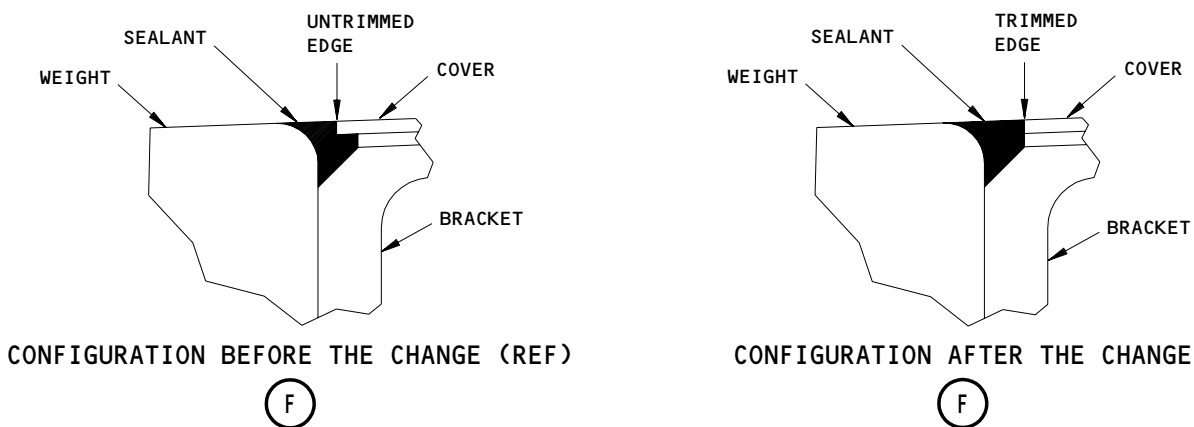 UNTRIMMED
EDGE
SEALANT
WEIGHT
COVER
BRACKET
CONFIGURATION BEFORE THE CHANGE (REF)
F
TRIMMED
EDGE
SEALANT
WEIGHT
COVER
BRACKET
CONFIGURATION AFTER THE CHANGE
F